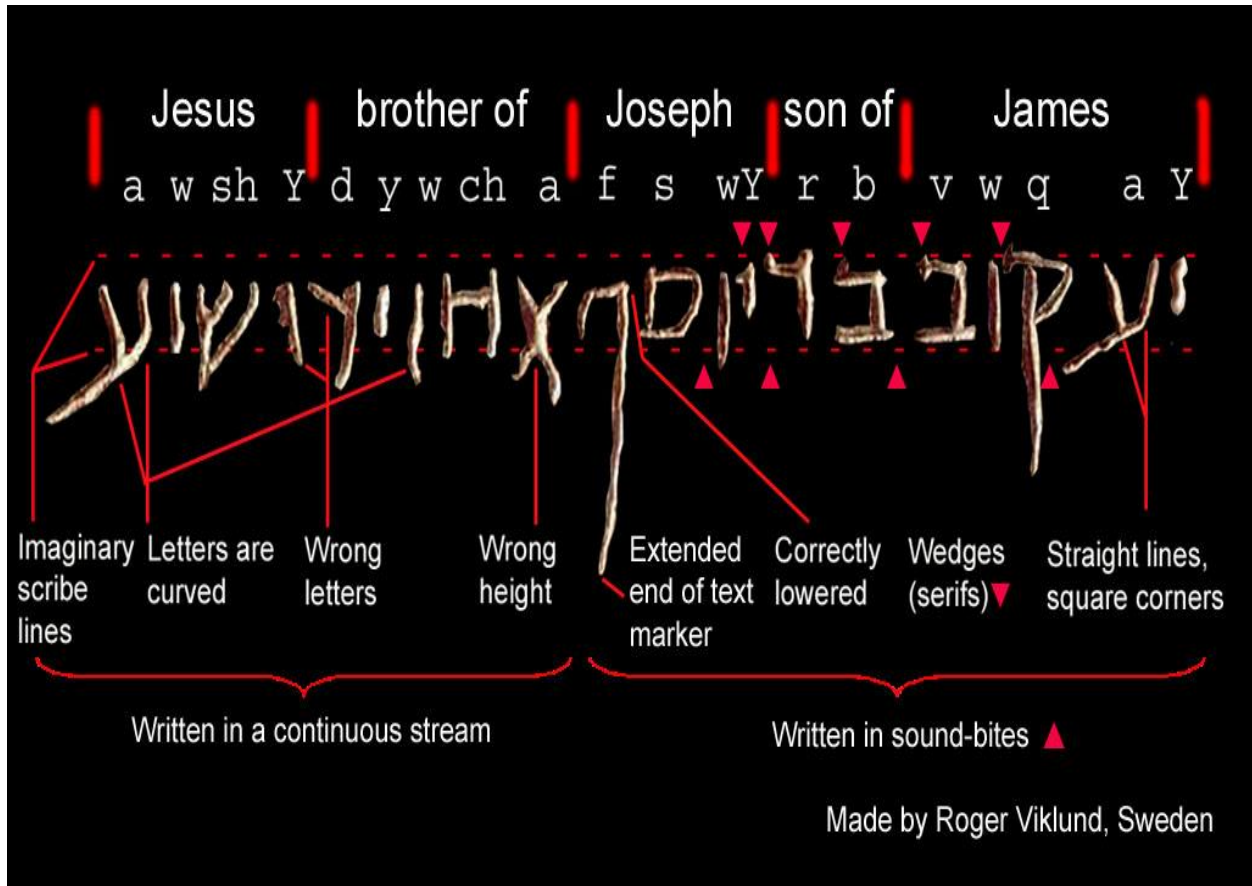 Jesus brother of Joseph son of James
a w sh Y d y w ch a f s wY r b v w q a Y
יעקוב בר יוסף אחוי דישוע
Imaginary scribe lines
Letters are curved
Wrong letters
Wrong height
Extended end of text marker
Correctly lowered
Wedges (serifs)▼
Straight lines, square corners
Written in a continuous stream
Written in sound-bites ▲
Made by Roger Viklund, Sweden